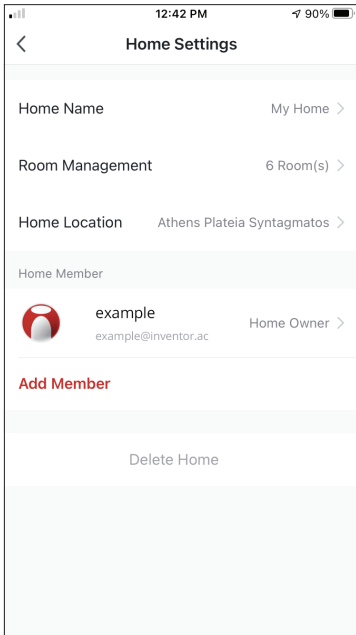 12:42 PM
90%
Home Settings
Home Name
My Home
Room Management
6 Room(s)
Home Location
Athens Plateia Syntagmatos
Home Member
example
example@inventor.ac
Home Owner
Add Member
Delete Home